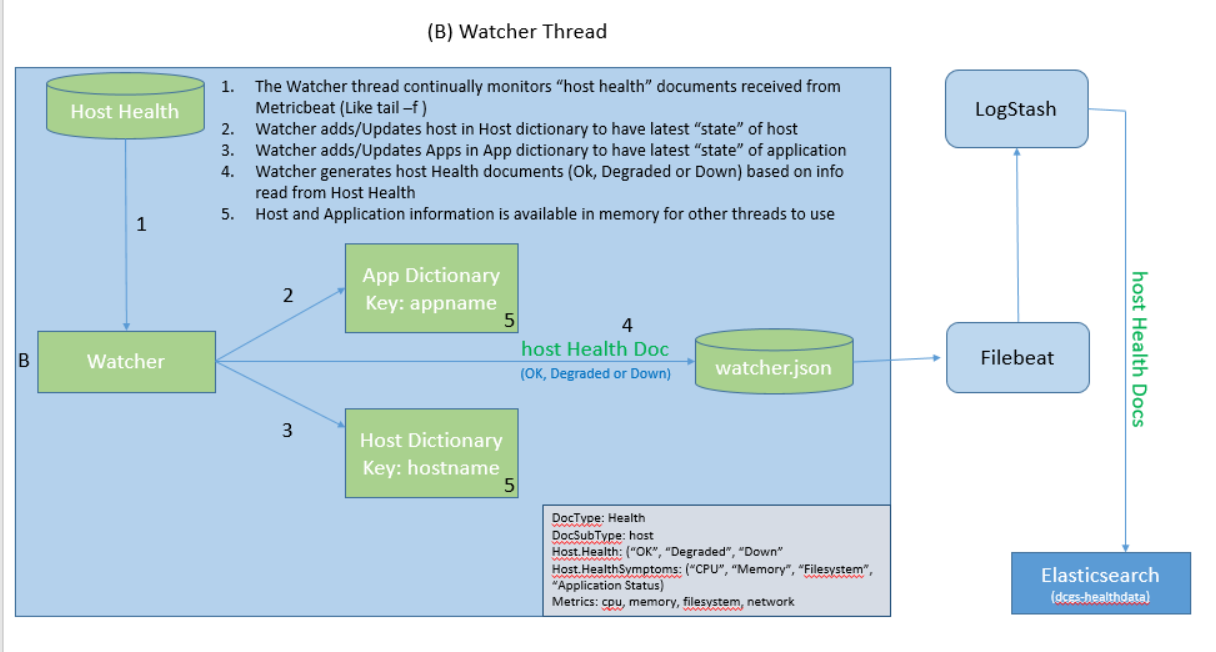 (B) Watcher Thread
Host Health
1. The Watcher thread continually monitors “host health” documents received from
Metricbeat (Like tail –f )
2. Watcher adds/Updates host in Host dictionary to have latest “state” of host
3. Watcher adds/Updates Apps in App dictionary to have latest “state” of application
4. Watcher generates host Health documents (Ok, Degraded or Down) based on info
read from Host Health
5. Host and Application information is available in memory for other threads to use
LogStash
1
App Dictionary
Key: appname
5
2
4
host Health Doc
(OK, Degraded or Down)
B
Watcher
watcher.json
Filebeat
host Health Docs
3
Host Dictionary
Key: hostname
5
DocType: Health
DocSubType: host
Host.Health: (“OK”, “Degraded”, “Down”
Host.HealthSymptoms: (“CPU”, “Memory”, “Filesystem”,
“Application Status)
Metrics: cpu, memory, filesystem, network
Elasticsearch
(dcgs-healthdata)